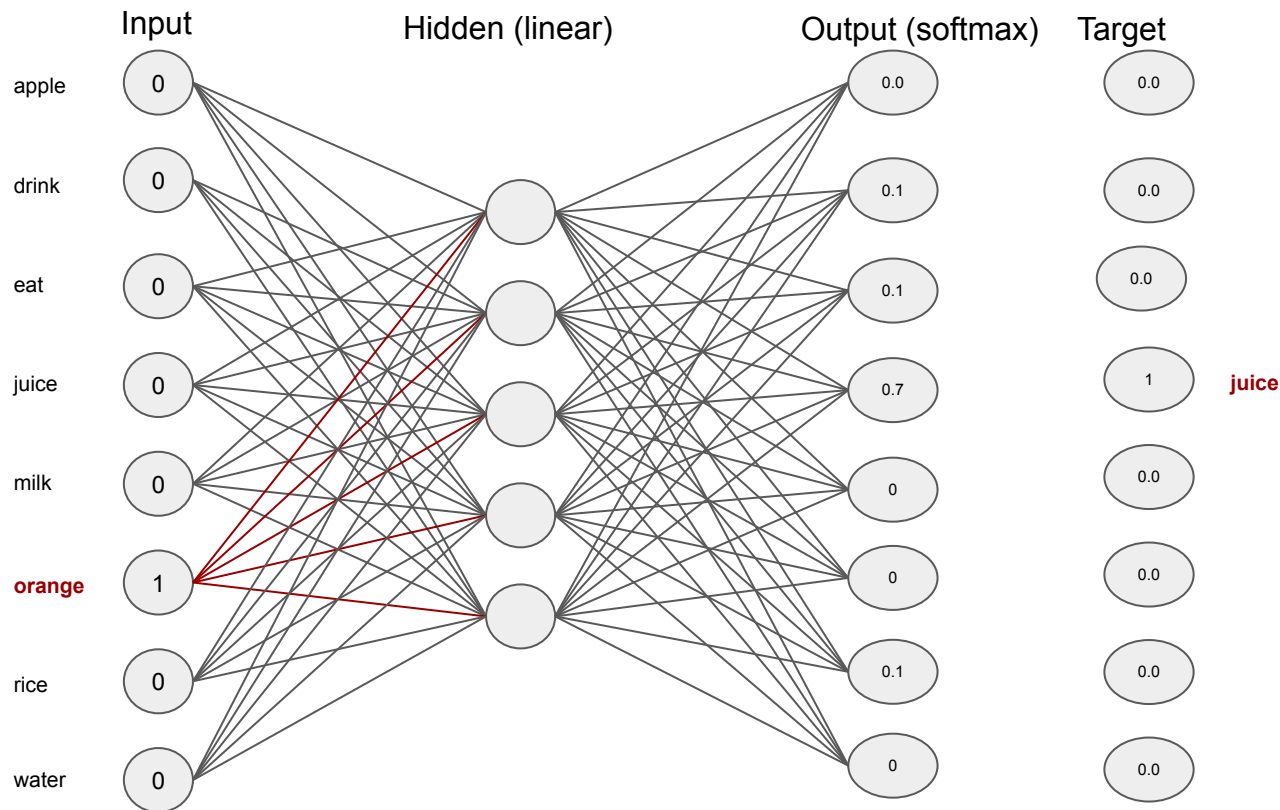 Input Hidden (linear) Output (softmax) Target
apple 0 0.0 0.0
drink 0 0.1 0.0
eat 0 0.1 0.0
juice 0 0.7 1 juice
milk 0 0 0.0
orange 1 0 0.0
rice 0 0.1 0.0
water 0 0 0.0